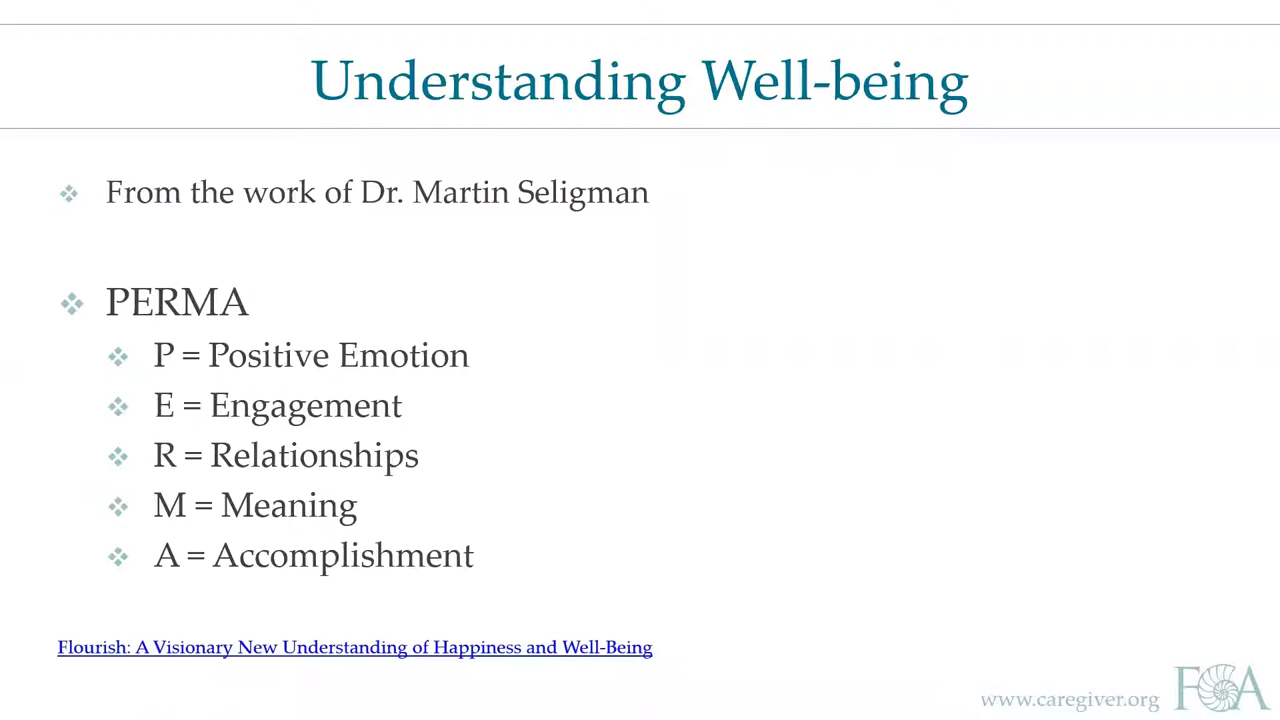 Understanding Well-being
From the work of Dr. Martin Seligman
PERMA
P = Positive Emotion
E = Engagement
R = Relationships
M = Meaning
A = Accomplishment
Flourish: A Visionary New Understanding of Happiness and Well-Being
www.caregiver.org FCA